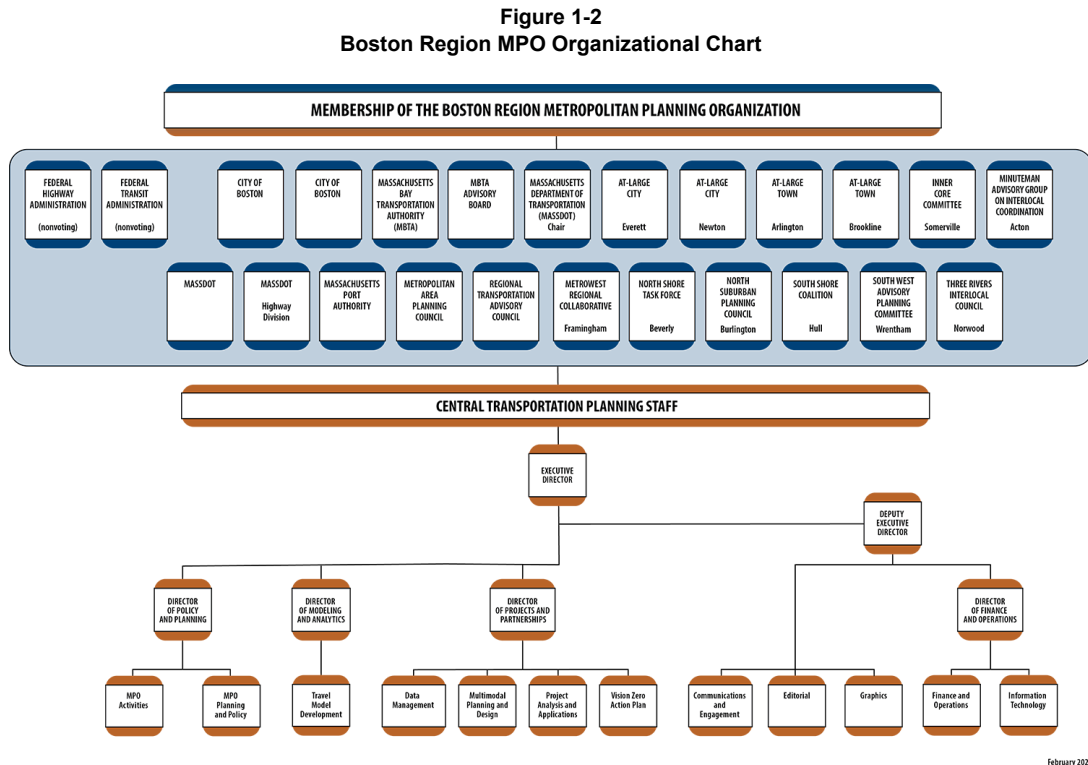 Figure 1-2
Boston Region MPO Organizational Chart
MEMBERSHIP OF THE BOSTON REGION METROPOLITAN PLANNING ORGANIZATION
FEDERAL
HIGHWAY
ADMINISTRATION
(nonvoting)
FEDERAL
TRANSIT
ADMINISTRATION
(nonvoting)
CITY OF
BOSTON
CITY OF
BOSTON
MASSACHUSETTS
BAY
TRANSPORTATION
AUTHORITY
(MBTA)
MBTA
ADVISORY
BOARD
MASSACHUSETTS
DEPARTMENT OF
TRANSPORTATION
(MASSDOT)
Chair
AT-LARGE
CITY
Everett
AT-LARGE
CITY
Newton
AT-LARGE
TOWN
Arlington
AT-LARGE
TOWN
Brookline
INNER
CORE
COMMITTEE
Somerville
MINUTEMAN
ADVISORY GROUP
ON INTERLOCAL
COORDINATION
Acton
MASSDOT
MASSDOT
Highway
Division
MASSACHUSETTS
PORT
AUTHORITY
METROPOLITAN
AREA
PLANNING
COUNCIL
REGIONAL
TRANSPORTATION
ADVISORY
COUNCIL
METROWEST
REGIONAL
COLLABORATIVE
Framingham
NORTH SHORE
TASK FORCE
Beverly
NORTH
SUBURBAN
PLANNING
COUNCIL
Burlington
SOUTH SHORE
COALITION
Hull
SOUTH WEST
ADVISORY
PLANNING
COMMITTEE
Wrentham
THREE RIVERS
INTERLOCAL
COUNCIL
Norwood
CENTRAL TRANSPORTATION PLANNING STAFF
EXECUTIVE
DIRECTOR
DEPUTY
EXECUTIVE
DIRECTOR
DIRECTOR
OF POLICY
AND PLANNING
DIRECTOR
OF MODELING
AND ANALYTICS
DIRECTOR
OF PROJECTS AND
PARTNERSHIPS
DIRECTOR
OF FINANCE
AND OPERATIONS
MPO
Activities
MPO
Planning
and Policy
Travel
Model
Development
Data
Management
Multimodal
Planning and
Design
Project
Analysis and
Applications
Vision Zero
Action Plan
Communications
and
Engagement
Editorial
Graphics
Finance and
Operations
Information
Technology
February 202